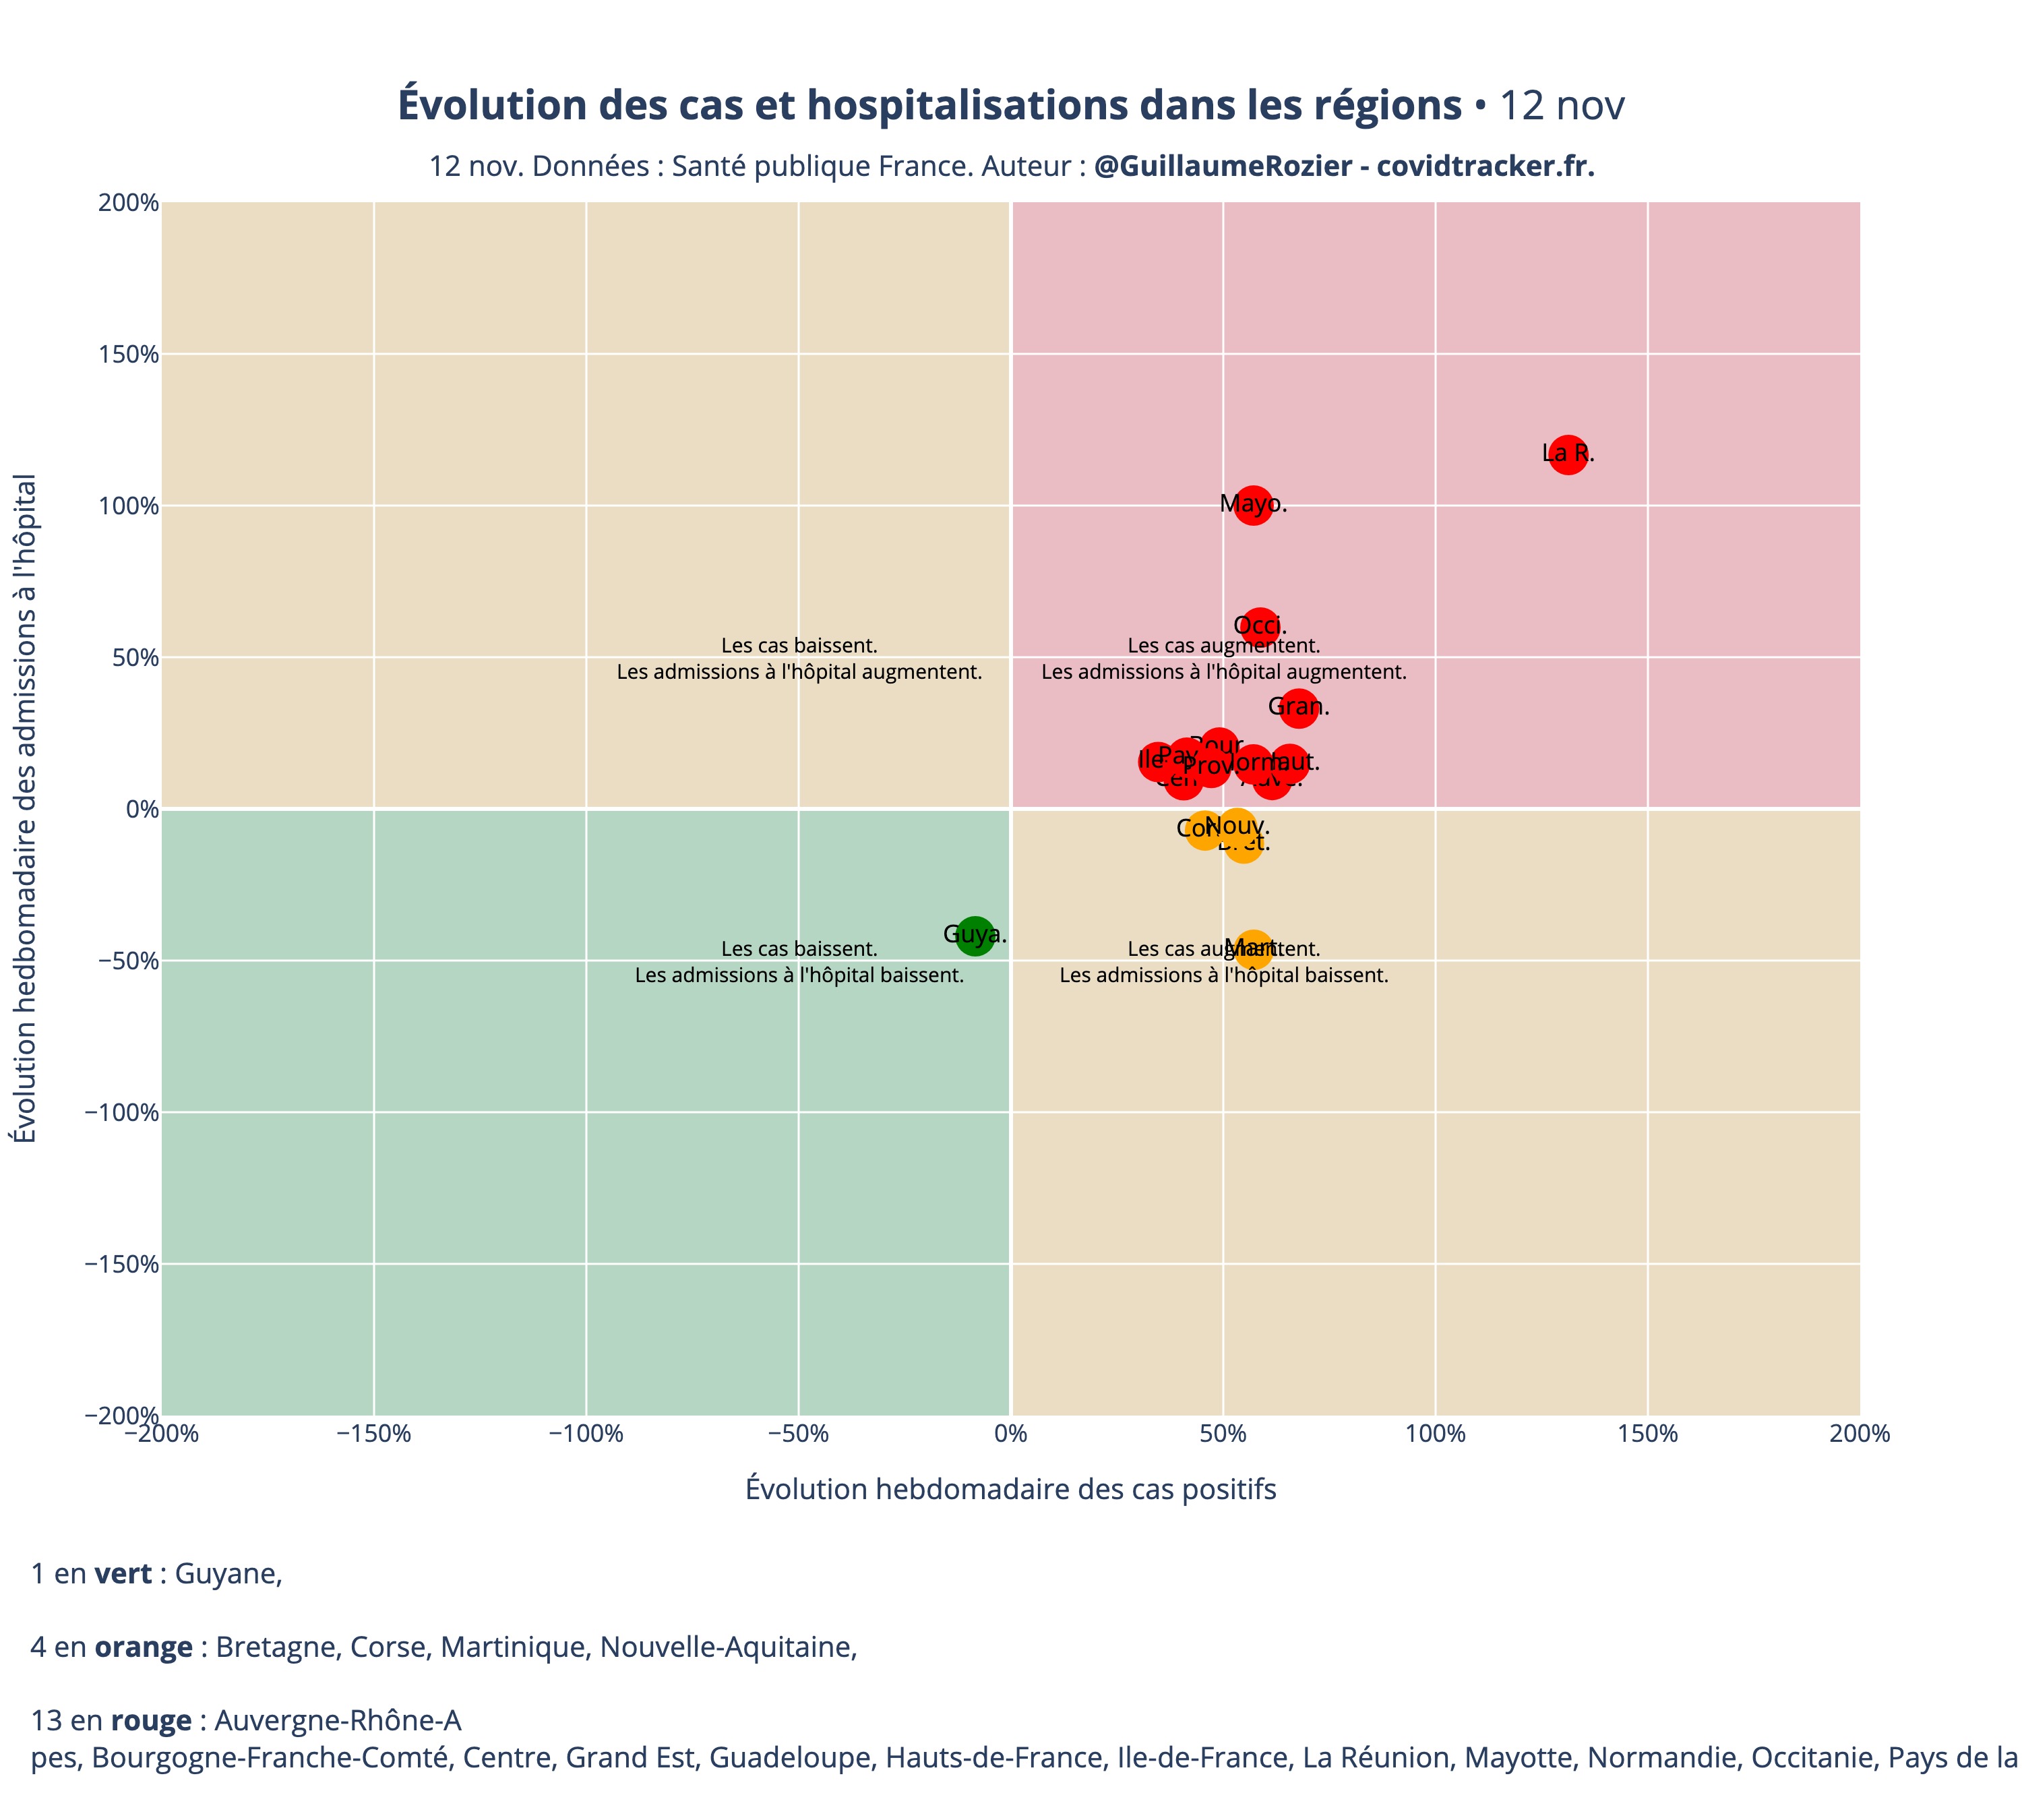 Évolution des cas et hospitalisations dans les régions • 12 nov
12 nov. Données : Santé publique France. Auteur : @GuillaumeRozier - covidtracker.fr.
Évolution hedbomadaire des admissions à l'hôpital
200%
150%
100%
50%
0%
−50%
−100%
−150%
−200%
La R.
Mayo.
Occi.
Les cas baissent.
Les admissions à l'hôpital augmentent.
Les cas augmentent.
Les admissions à l'hôpital augmentent.
Gran.
Pay
Prov.
Nouv.
Guya.
Mart.
Les cas baissent.
Les admissions à l'hôpital baissent.
Les cas augmentent.
Les admissions à l'hôpital baissent.
−200%
−150%
−100%
−50%
0%
50%
100%
150%
200%
Évolution hebdomadaire des cas positifs
1 en vert : Guyane,
4 en orange : Bretagne, Corse, Martinique, Nouvelle-Aquitaine,
13 en rouge : Auvergne-Rhône-A
pes, Bourgogne-Franche-Comté, Centre, Grand Est, Guadeloupe, Hauts-de-France, Ile-de-France, La Réunion, Mayotte, Normandie, Occitanie, Pays de la